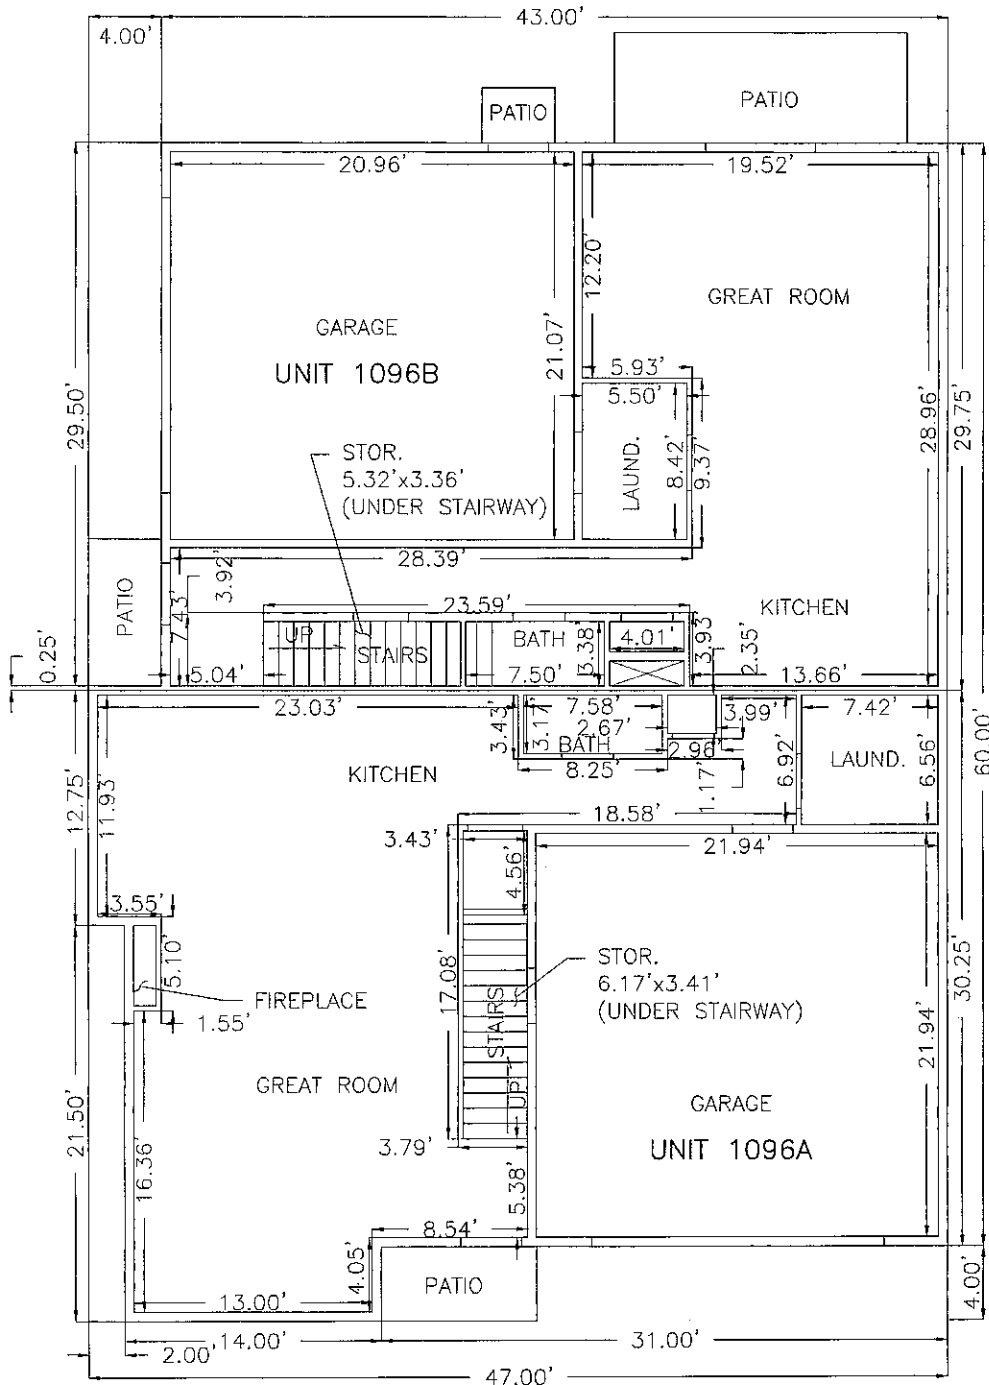 43.00'
4.00'
PATIO
PATIO
20.96'
19.52'
12.20'
GREAT ROOM
GARAGE
21.07'
UNIT 1096B
5.93'
5.50'
29.50'
28.96'
29.75'
STOR.
5.32'x3.36'
(UNDER STAIRWAY)
LAUND.
8.42'
9.37'
28.39'
3.92'
7.43'
PATIO
23.59'
KITCHEN
0.25'
UP
STAIRS
BATH
3.38'
4.01'
3.93'
2.35'
5.04'
7.50'
13.66'
23.03'
3.43'
3.17'
7.58'
2.67'
3.99'
7.42'
BATH
2.96'
60.00'
KITCHEN
8.25'
1.17'
6.92'
LAUND.
6.56'
12.75'
11.93'
18.58'
3.43'
21.94'
4.56'
3.55'
5.10'
17.08'
STOR.
6.17'x3.41'
(UNDER STAIRWAY)
30.25'
FIREPLACE
1.55'
STAIRS
21.94'
GREAT ROOM
UP
GARAGE
21.50'
16.36'
3.79'
UNIT 1096A
5.38'
8.54'
4.05'
PATIO
4.00'
13.00'
14.00'
31.00'
2.00'
47.00'